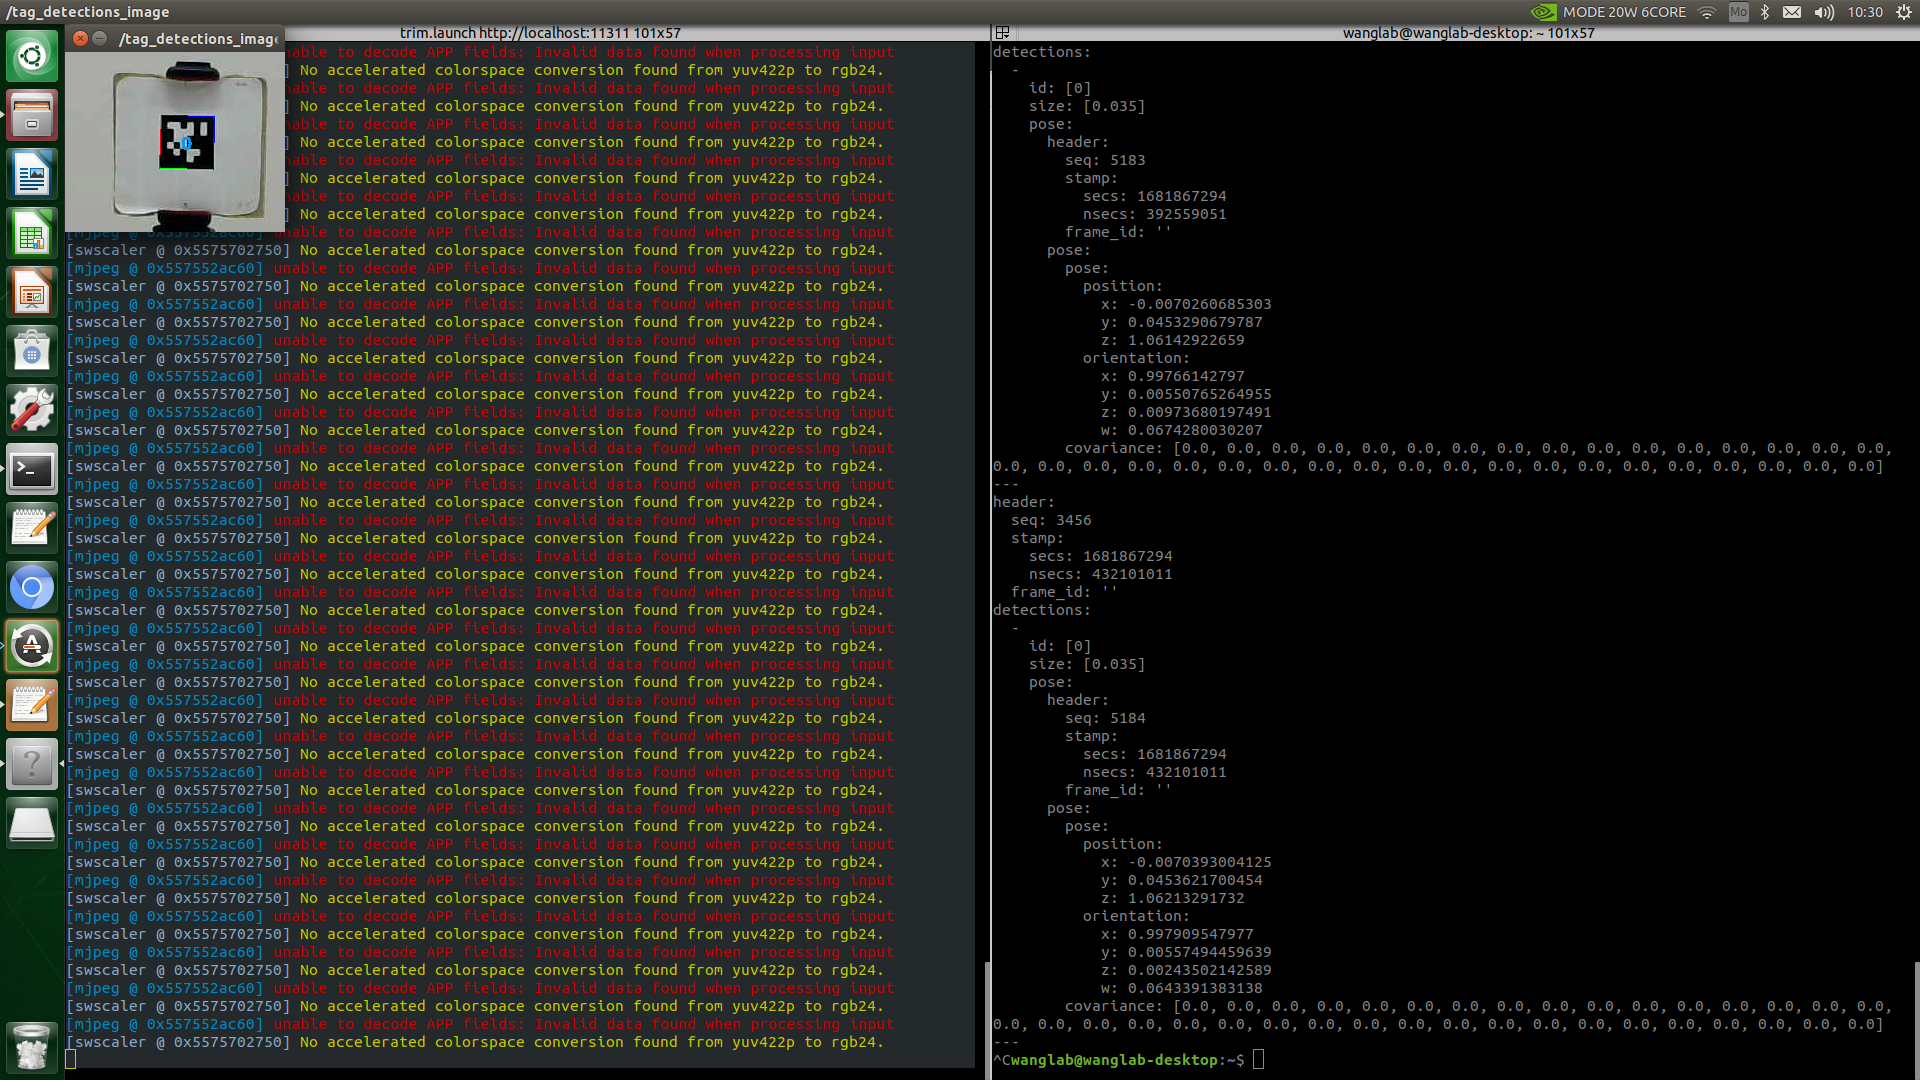 /tag_detections_image
MODE 20W 6CORE
Mo
10:30
/tag_detections_image
trim.launch http://localhost:11311 101x57
nable to decode APP fields: Invalid data found when processing input
] No accelerated colorspace conversion found from yuv422p to rgb24.
nable to decode APP fields: Invalid data found when processing input
] No accelerated colorspace conversion found from yuv422p to rgb24.
nable to decode APP fields: Invalid data found when processing input
] No accelerated colorspace conversion found from yuv422p to rgb24.
nable to decode APP fields: Invalid data found when processing input
] No accelerated colorspace conversion found from yuv422p to rgb24.
nable to decode APP fields: Invalid data found when processing input
] No accelerated colorspace conversion found from yuv422p to rgb24.
[mjpeg @ 0x557552ac60] unable to decode APP fields: Invalid data found when processing input
[swscaler @ 0x5575702750] No accelerated colorspace conversion found from yuv422p to rgb24.
[mjpeg @ 0x557552ac60] unable to decode APP fields: Invalid data found when processing input
[swscaler @ 0x5575702750] No accelerated colorspace conversion found from yuv422p to rgb24.
[mjpeg @ 0x557552ac60] unable to decode APP fields: Invalid data found when processing input
[swscaler @ 0x5575702750] No accelerated colorspace conversion found from yuv422p to rgb24.
[mjpeg @ 0x557552ac60] unable to decode APP fields: Invalid data found when processing input
[swscaler @ 0x5575702750] No accelerated colorspace conversion found from yuv422p to rgb24.
[mjpeg @ 0x557552ac60] unable to decode APP fields: Invalid data found when processing input
[swscaler @ 0x5575702750] No accelerated colorspace conversion found from yuv422p to rgb24.
[mjpeg @ 0x557552ac60] unable to decode APP fields: Invalid data found when processing input
[swscaler @ 0x5575702750] No accelerated colorspace conversion found from yuv422p to rgb24.
[mjpeg @ 0x557552ac60] unable to decode APP fields: Invalid data found when processing input
[swscaler @ 0x5575702750] No accelerated colorspace conversion found from yuv422p to rgb24.
[mjpeg @ 0x557552ac60] unable to decode APP fields: Invalid data found when processing input
[swscaler @ 0x5575702750] No accelerated colorspace conversion found from yuv422p to rgb24.
[mjpeg @ 0x557552ac60] unable to decode APP fields: Invalid data found when processing input
[swscaler @ 0x5575702750] No accelerated colorspace conversion found from yuv422p to rgb24.
[mjpeg @ 0x557552ac60] unable to decode APP fields: Invalid data found when processing input
[swscaler @ 0x5575702750] No accelerated colorspace conversion found from yuv422p to rgb24.
[mjpeg @ 0x557552ac60] unable to decode APP fields: Invalid data found when processing input
[swscaler @ 0x5575702750] No accelerated colorspace conversion found from yuv422p to rgb24.
[mjpeg @ 0x557552ac60] unable to decode APP fields: Invalid data found when processing input
[swscaler @ 0x5575702750] No accelerated colorspace conversion found from yuv422p to rgb24.
[mjpeg @ 0x557552ac60] unable to decode APP fields: Invalid data found when processing input
[swscaler @ 0x5575702750] No accelerated colorspace conversion found from yuv422p to rgb24.
[mjpeg @ 0x557552ac60] unable to decode APP fields: Invalid data found when processing input
[swscaler @ 0x5575702750] No accelerated colorspace conversion found from yuv422p to rgb24.
[mjpeg @ 0x557552ac60] unable to decode APP fields: Invalid data found when processing input
[swscaler @ 0x5575702750] No accelerated colorspace conversion found from yuv422p to rgb24.
[mjpeg @ 0x557552ac60] unable to decode APP fields: Invalid data found when processing input
[swscaler @ 0x5575702750] No accelerated colorspace conversion found from yuv422p to rgb24.
[mjpeg @ 0x557552ac60] unable to decode APP fields: Invalid data found when processing input
[swscaler @ 0x5575702750] No accelerated colorspace conversion found from yuv422p to rgb24.
[mjpeg @ 0x557552ac60] unable to decode APP fields: Invalid data found when processing input
[swscaler @ 0x5575702750] No accelerated colorspace conversion found from yuv422p to rgb24.
[mjpeg @ 0x557552ac60] unable to decode APP fields: Invalid data found when processing input
[swscaler @ 0x5575702750] No accelerated colorspace conversion found from yuv422p to rgb24.
[mjpeg @ 0x557552ac60] unable to decode APP fields: Invalid data found when processing input
[swscaler @ 0x5575702750] No accelerated colorspace conversion found from yuv422p to rgb24.
[mjpeg @ 0x557552ac60] unable to decode APP fields: Invalid data found when processing input
[swscaler @ 0x5575702750] No accelerated colorspace conversion found from yuv422p to rgb24.
[mjpeg @ 0x557552ac60] unable to decode APP fields: Invalid data found when processing input
[swscaler @ 0x5575702750] No accelerated colorspace conversion found from yuv422p to rgb24.
[mjpeg @ 0x557552ac60] unable to decode APP fields: Invalid data found when processing input
[swscaler @ 0x5575702750] No accelerated colorspace conversion found from yuv422p to rgb24.
wanglab@wanglab-desktop: ~ 101x57
detections:
  -
    id: [0]
    size: [0.035]
    pose:
      header:
        seq: 5183
        stamp:
          secs: 1681867294
          nsecs: 392559051
        frame_id: ''
      pose:
        pose:
          position:
            x: -0.0070260685303
            y: 0.0453290679787
            z: 1.06142922659
          orientation:
            x: 0.99766142797
            y: 0.00550765264955
            z: 0.00973680197491
            w: 0.0674280030207
        covariance: [0.0, 0.0, 0.0, 0.0, 0.0, 0.0, 0.0, 0.0, 0.0, 0.0, 0.0, 0.0, 0.0, 0.0, 0.0, 0.0,
0.0, 0.0, 0.0, 0.0, 0.0, 0.0, 0.0, 0.0, 0.0, 0.0, 0.0, 0.0, 0.0, 0.0, 0.0, 0.0, 0.0, 0.0, 0.0, 0.0]
---
header:
  seq: 3456
  stamp:
    secs: 1681867294
    nsecs: 432101011
  frame_id: ''
detections:
  -
    id: [0]
    size: [0.035]
    pose:
      header:
        seq: 5184
        stamp:
          secs: 1681867294
          nsecs: 432101011
        frame_id: ''
      pose:
        pose:
          position:
            x: -0.0070393004125
            y: 0.0453621700454
            z: 1.06213291732
          orientation:
            x: 0.997909547977
            y: 0.00557494459639
            z: 0.00243502142589
            w: 0.0643391383138
        covariance: [0.0, 0.0, 0.0, 0.0, 0.0, 0.0, 0.0, 0.0, 0.0, 0.0, 0.0, 0.0, 0.0, 0.0, 0.0, 0.0,
0.0, 0.0, 0.0, 0.0, 0.0, 0.0, 0.0, 0.0, 0.0, 0.0, 0.0, 0.0, 0.0, 0.0, 0.0, 0.0, 0.0, 0.0, 0.0, 0.0]
---
^Cwanglab@wanglab-desktop:~$